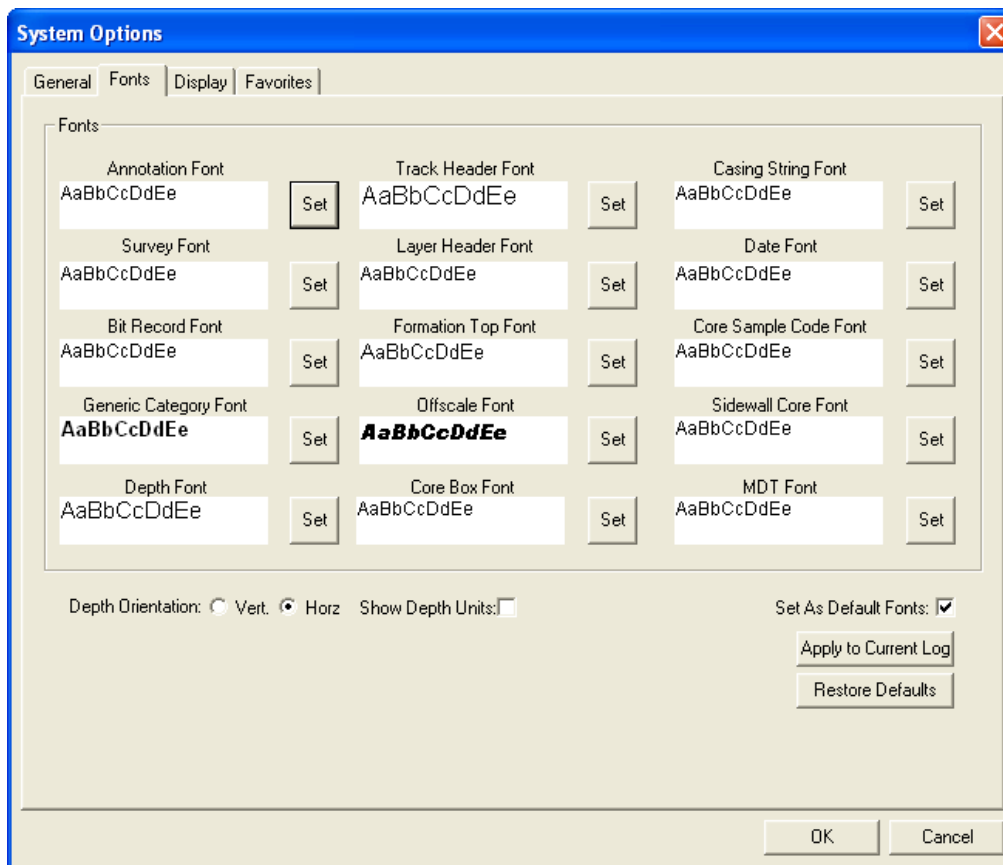 System Options
General Fonts Display Favorites
Fonts
Annotation Font Track Header Font Casing String Font
AaBbCcDdEe Set AaBbCcDdEe Set AaBbCcDdEe Set
Survey Font Layer Header Font Date Font
AaBbCcDdEe Set AaBbCcDdEe Set AaBbCcDdEe Set
Bit Record Font Formation Top Font Core Sample Code Font
AaBbCcDdEe Set AaBbCcDdEe Set AaBbCcDdEe Set
Generic Category Font Offscale Font Sidewall Core Font
AaBbCcDdEe Set AaBbCcDdEe Set AaBbCcDdEe Set
Depth Font Core Box Font MDT Font
AaBbCcDdEe Set AaBbCcDdEe Set AaBbCcDdEe Set
Depth Orientation: Vert. Horz Show Depth Units: Set As Default Fonts:
Apply to Current Log
Restore Defaults
OK Cancel